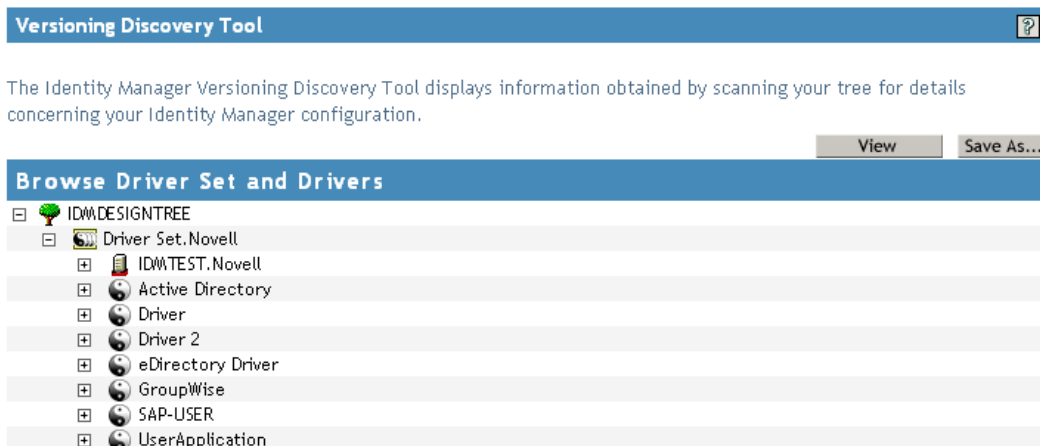 Versioning Discovery Tool
?
The Identity Manager Versioning Discovery Tool displays information obtained by scanning your tree for details
concerning your Identity Manager configuration.
View Save As...
Browse Driver Set and Drivers
IDMDESIGNTREE
Driver Set.Novell
IDMTEST.Novell
Active Directory
Driver
Driver 2
eDirectory Driver
GroupWise
SAP-USER
UserApplication